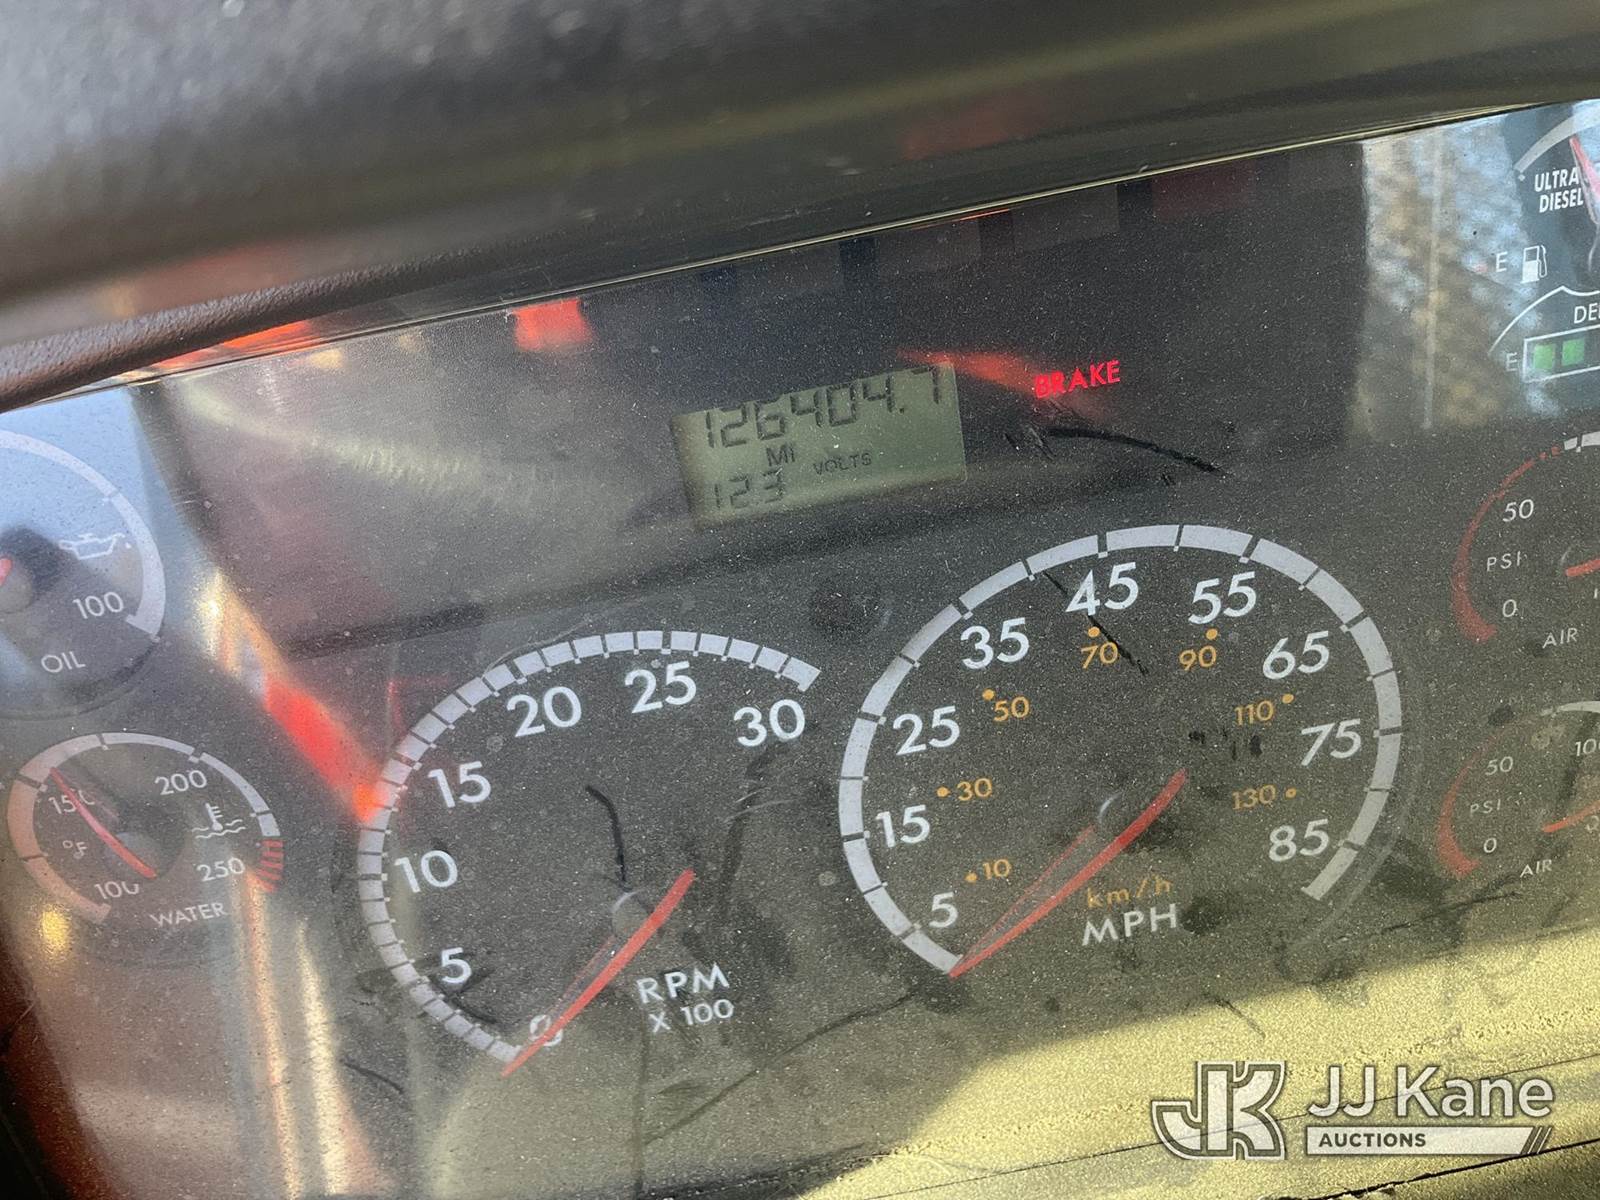 ULTRA
DIESEL
E
E
BRAKE
126404.7
MI VOLTS
12.3
100
OIL
50
PSI
0
AIR
150 200
°F
100 250
WATER
0 5 10 15 20 25 30
RPM
X 100
5 15 25 35 45 55 65 75 85
10 30 50 70 90 110 130
km/h
MPH
50 100
PSI
0
AIR
JK JJ Kane
AUCTIONS